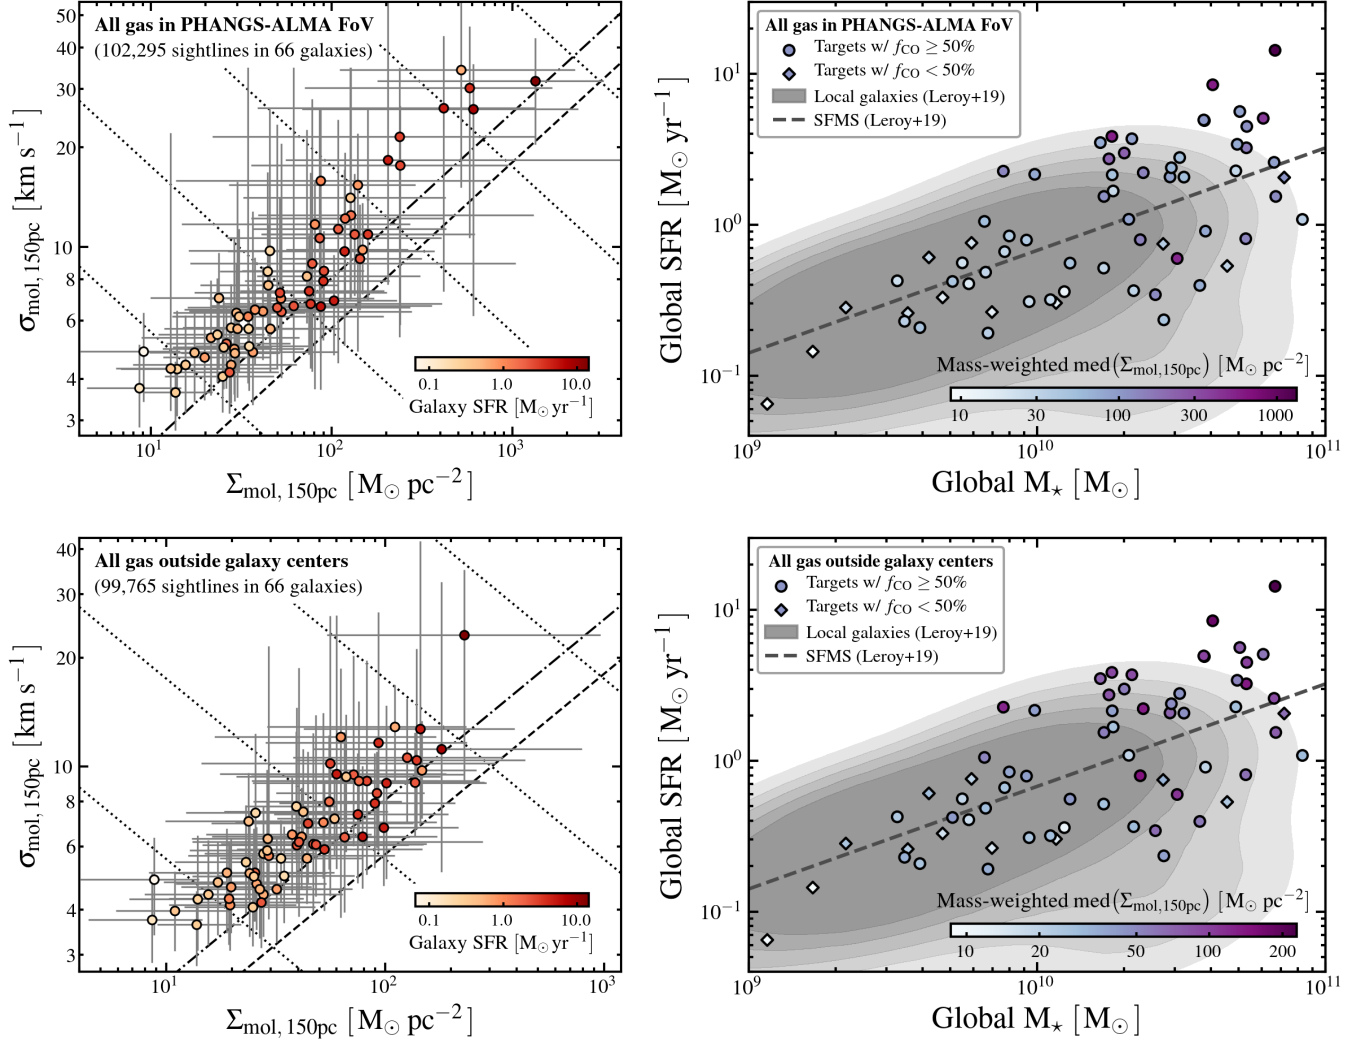 All gas in PHANGS-ALMA FoV
(102,295 sightlines in 66 galaxies)
50
40
30
20
10
8
6
4
3
σmol, 150pc [km s⁻¹]
0.1 1.0 10.0
Galaxy SFR [M⊙ yr⁻¹]
10¹ 10² 10³
Σmol, 150pc [M⊙ pc⁻²]
All gas in PHANGS-ALMA FoV
Targets w/ fCO ≥ 50%
Targets w/ fCO < 50%
Local galaxies (Leroy+19)
SFMS (Leroy+19)
10¹
10⁰
10⁻¹
Global SFR [M⊙ yr⁻¹]
Mass-weighted med(Σmol,150pc) [M⊙ pc⁻²]
10 30 100 300 1000
10⁹ 10¹⁰ 10¹¹
Global M⋆ [M⊙]
All gas outside galaxy centers
(99,765 sightlines in 66 galaxies)
40
30
20
10
8
6
4
3
σmol, 150pc [km s⁻¹]
0.1 1.0 10.0
Galaxy SFR [M⊙ yr⁻¹]
10¹ 10² 10³
Σmol, 150pc [M⊙ pc⁻²]
All gas outside galaxy centers
Targets w/ fCO ≥ 50%
Targets w/ fCO < 50%
Local galaxies (Leroy+19)
SFMS (Leroy+19)
10¹
10⁰
10⁻¹
Global SFR [M⊙ yr⁻¹]
Mass-weighted med(Σmol,150pc) [M⊙ pc⁻²]
10 20 50 100 200
10⁹ 10¹⁰ 10¹¹
Global M⋆ [M⊙]